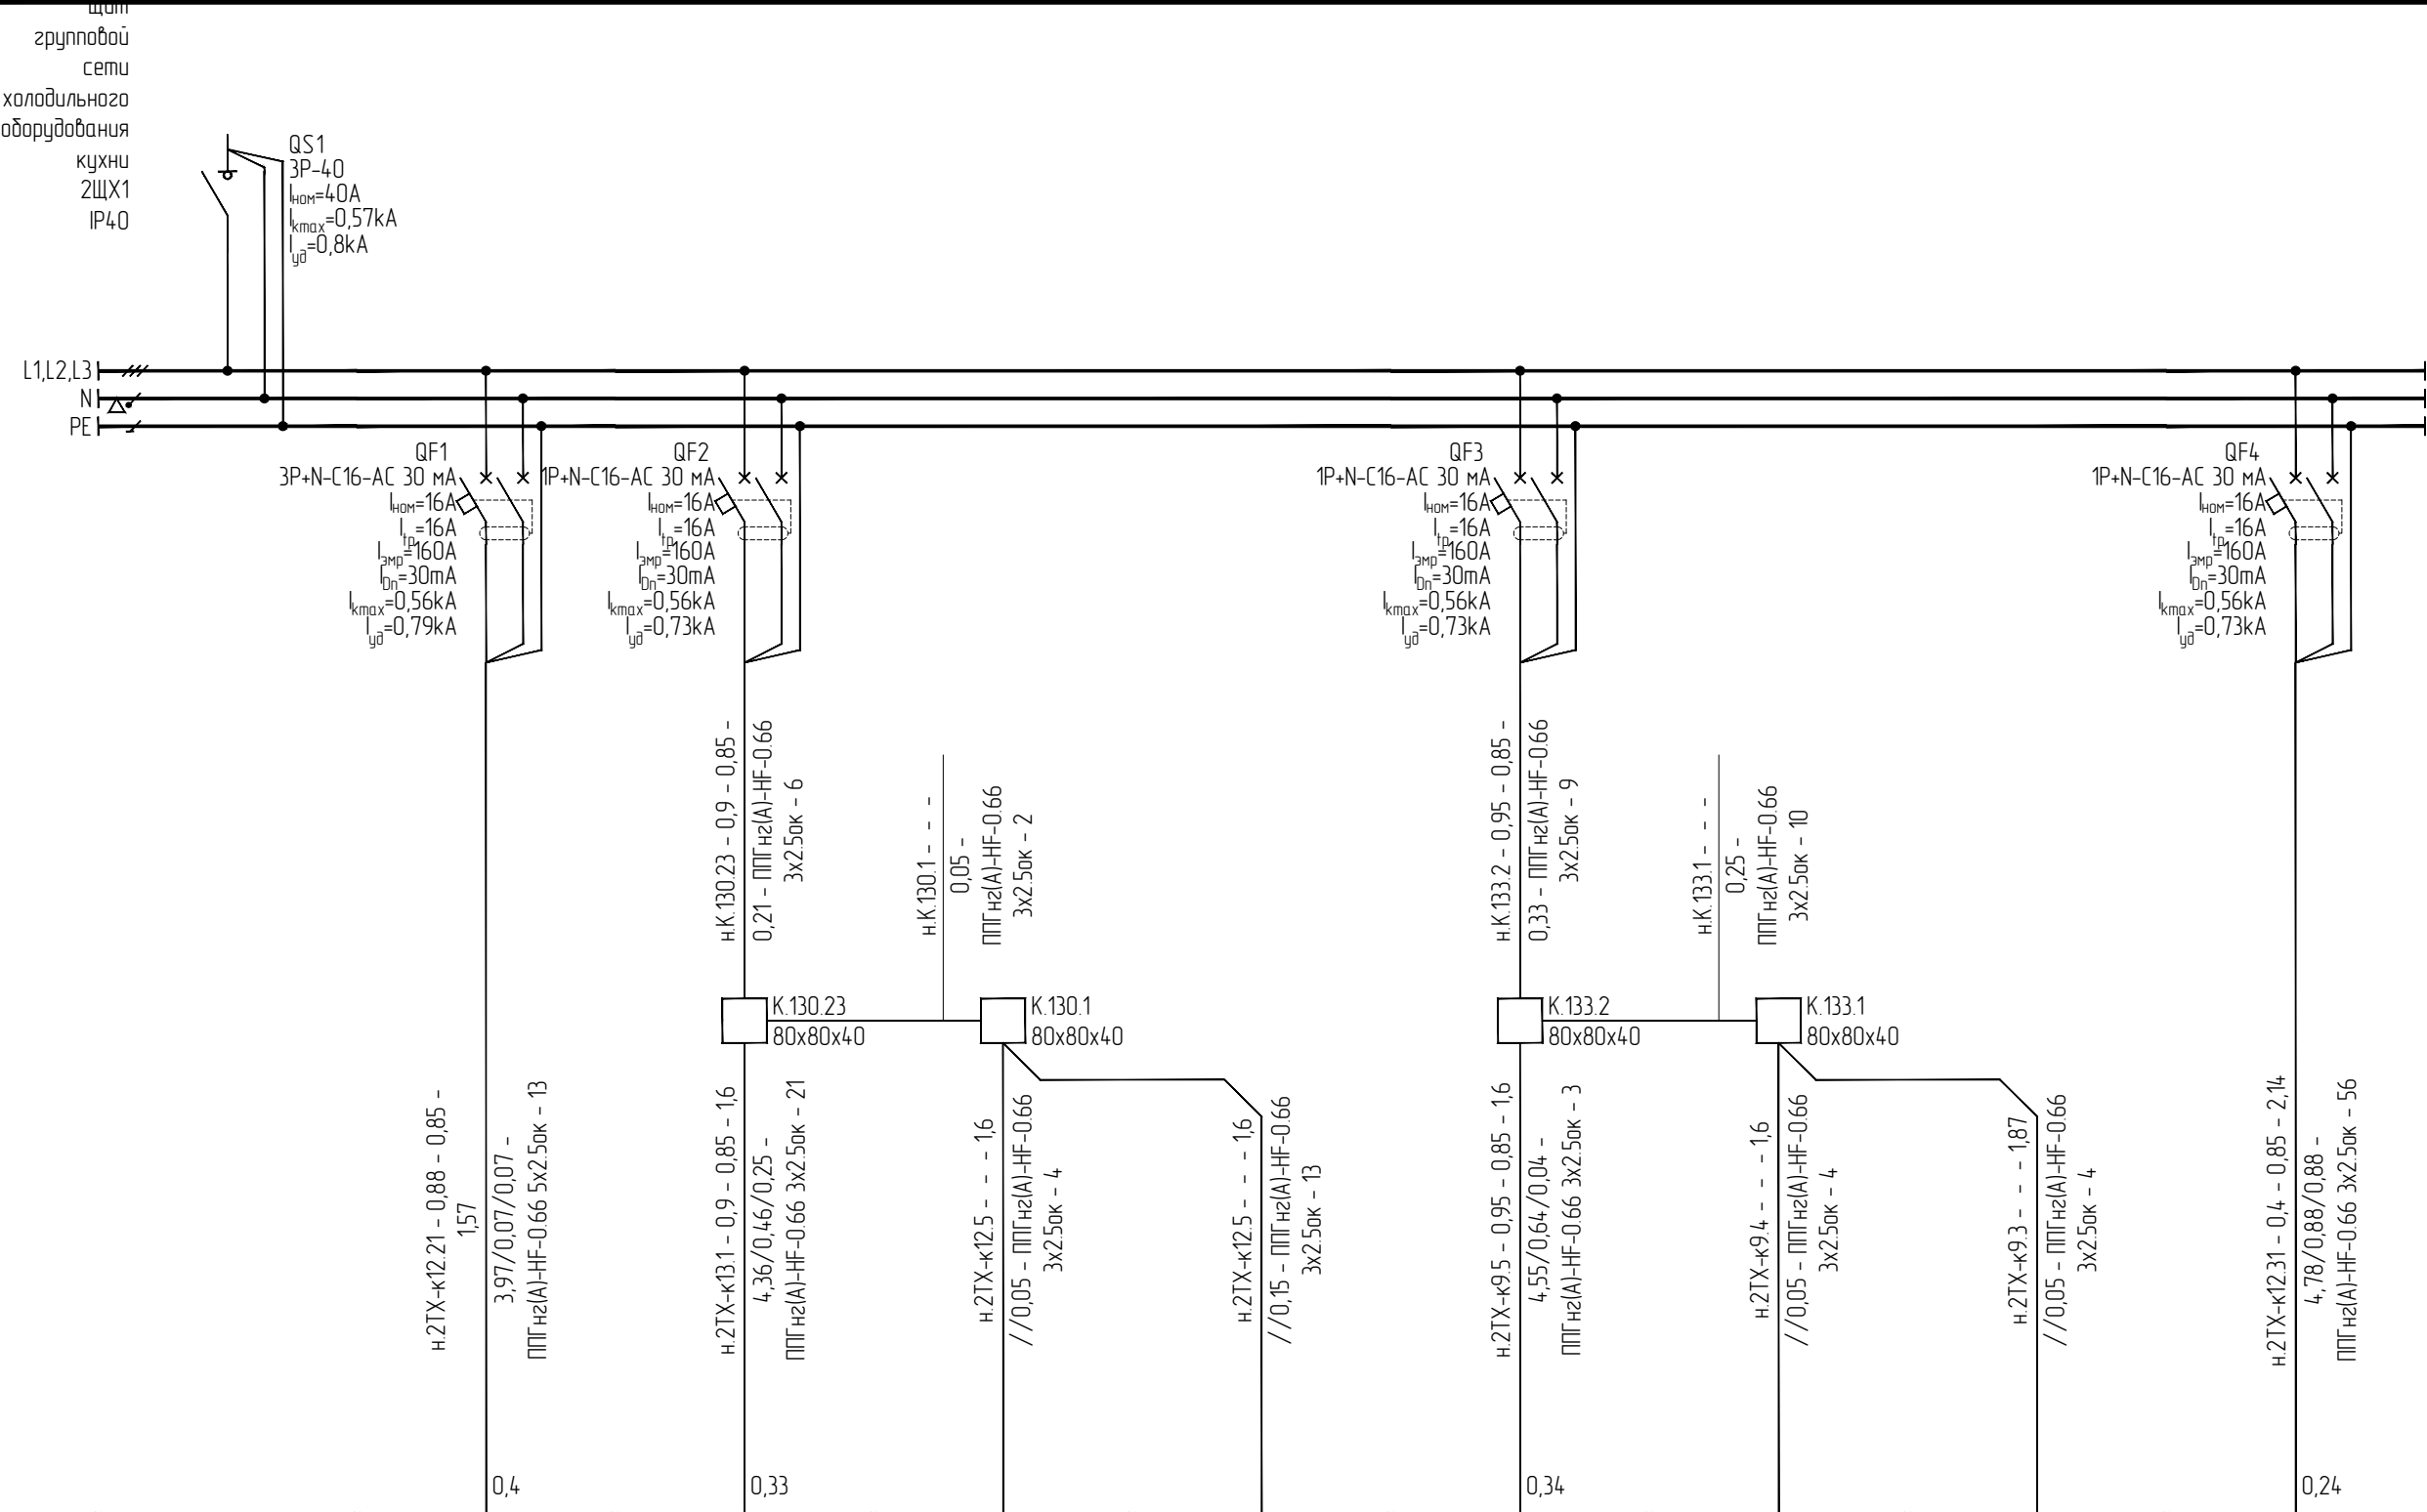 щит
групповой
сети
холодильного
оборудования
кухни
2ЩХ1
IP40
QS1
3P-40
Iном=40A
Ikmax=0,57kA
Iуд=0,8kA
L1,L2,L3
N
PE
QF1
3P+N-C16-AC 30 мА
Iном=16A
Itp=16A
Iэмр=160A
IDn=30mA
Ikmax=0,56kA
Iуд=0,79kA
QF2
1P+N-C16-AC 30 мА
Iном=16A
Itp=16A
Iэмр=160A
IDn=30mA
Ikmax=0,56kA
Iуд=0,73kA
QF3
1P+N-C16-AC 30 мА
Iном=16A
Itp=16A
Iэмр=160A
IDn=30mA
Ikmax=0,56kA
Iуд=0,73kA
QF4
1P+N-C16-AC 30 мА
Iном=16A
Itp=16A
Iэмр=160A
IDn=30mA
Ikmax=0,56kA
Iуд=0,73kA
н.К.130.23 - 0,9 - 0,85 -
0,21 - ППГнг(А)-HF-0.66
3x2.5ок - 6
н.К.130.1 - - -
0,05 -
ППГнг(А)-HF-0.66
3x2.5ок - 2
н.К.133.2 - 0,95 - 0,85 -
0,33 - ППГнг(А)-HF-0.66
3x2.5ок - 9
н.К.133.1 - - -
0,25 -
ППГнг(А)-HF-0.66
3x2.5ок - 10
К.130.23
80x80x40
К.130.1
80x80x40
К.133.2
80x80x40
К.133.1
80x80x40
н.2ТХ-к12.21 - 0,88 - 0,85 -
1,57
3,97/0,07/0,07 -
ППГнг(А)-HF-0.66 5x2.5ок - 13
н.2ТХ-к13.1 - 0,9 - 0,85 - 1,6
4,36/0,46/0,25 -
ППГнг(А)-HF-0.66 3x2.5ок - 21
н.2ТХ-к12.5 - - - 1,6
//0,05 - ППГнг(А)-HF-0.66
3x2.5ок - 4
н.2ТХ-к12.5 - - - 1,6
//0,15 - ППГнг(А)-HF-0.66
3x2.5ок - 13
н.2ТХ-к9.5 - 0,95 - 0,85 - 1,6
4,55/0,64/0,04 -
ППГнг(А)-HF-0.66 3x2.5ок - 3
н.2ТХ-к9.4 - - - 1,6
//0,05 - ППГнг(А)-HF-0.66
3x2.5ок - 4
н.2ТХ-к9.3 - - - 1,87
//0,05 - ППГнг(А)-HF-0.66
3x2.5ок - 4
н.2ТХ-к12.31 - 0,4 - 0,85 - 2,14
4,78/0,88/0,88 -
ППГнг(А)-HF-0.66 3x2.5ок - 56
0,4
0,33
0,34
0,24